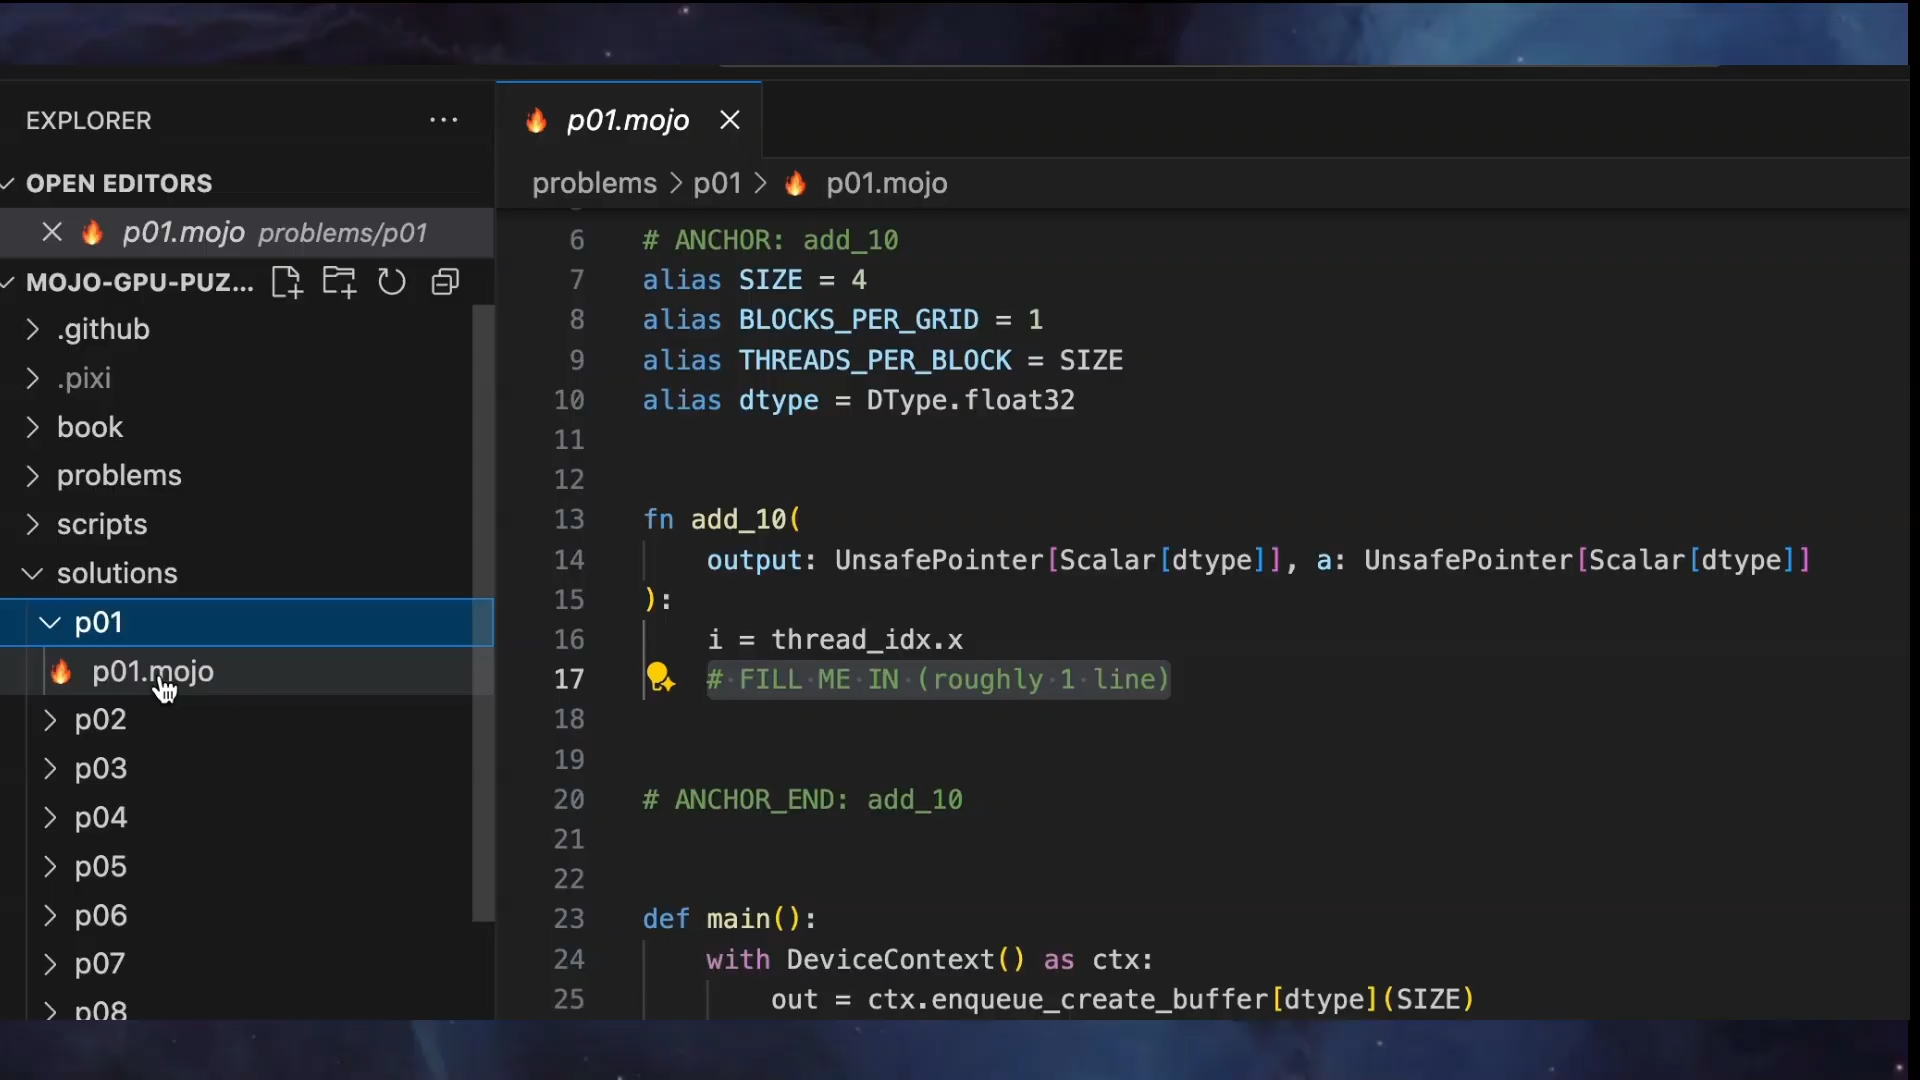 EXPLORER ...
OPEN EDITORS
p01.mojo problems/p01
MOJO-GPU-PUZ...
.github
.pixi
book
problems
scripts
solutions
p01
p01.mojo
p02
p03
p04
p05
p06
p07
p08
p01.mojo
problems > p01 > p01.mojo
6 # ANCHOR: add_10
7 alias SIZE = 4
8 alias BLOCKS_PER_GRID = 1
9 alias THREADS_PER_BLOCK = SIZE
10 alias dtype = DType.float32
11
12
13 fn add_10(
14 output: UnsafePointer[Scalar[dtype]], a: UnsafePointer[Scalar[dtype]]
15 ):
16 i = thread_idx.x
17 # FILL ME IN (roughly 1 line)
18
19
20 # ANCHOR_END: add_10
21
22
23 def main():
24 with DeviceContext() as ctx:
25 out = ctx.enqueue_create_buffer[dtype](SIZE)